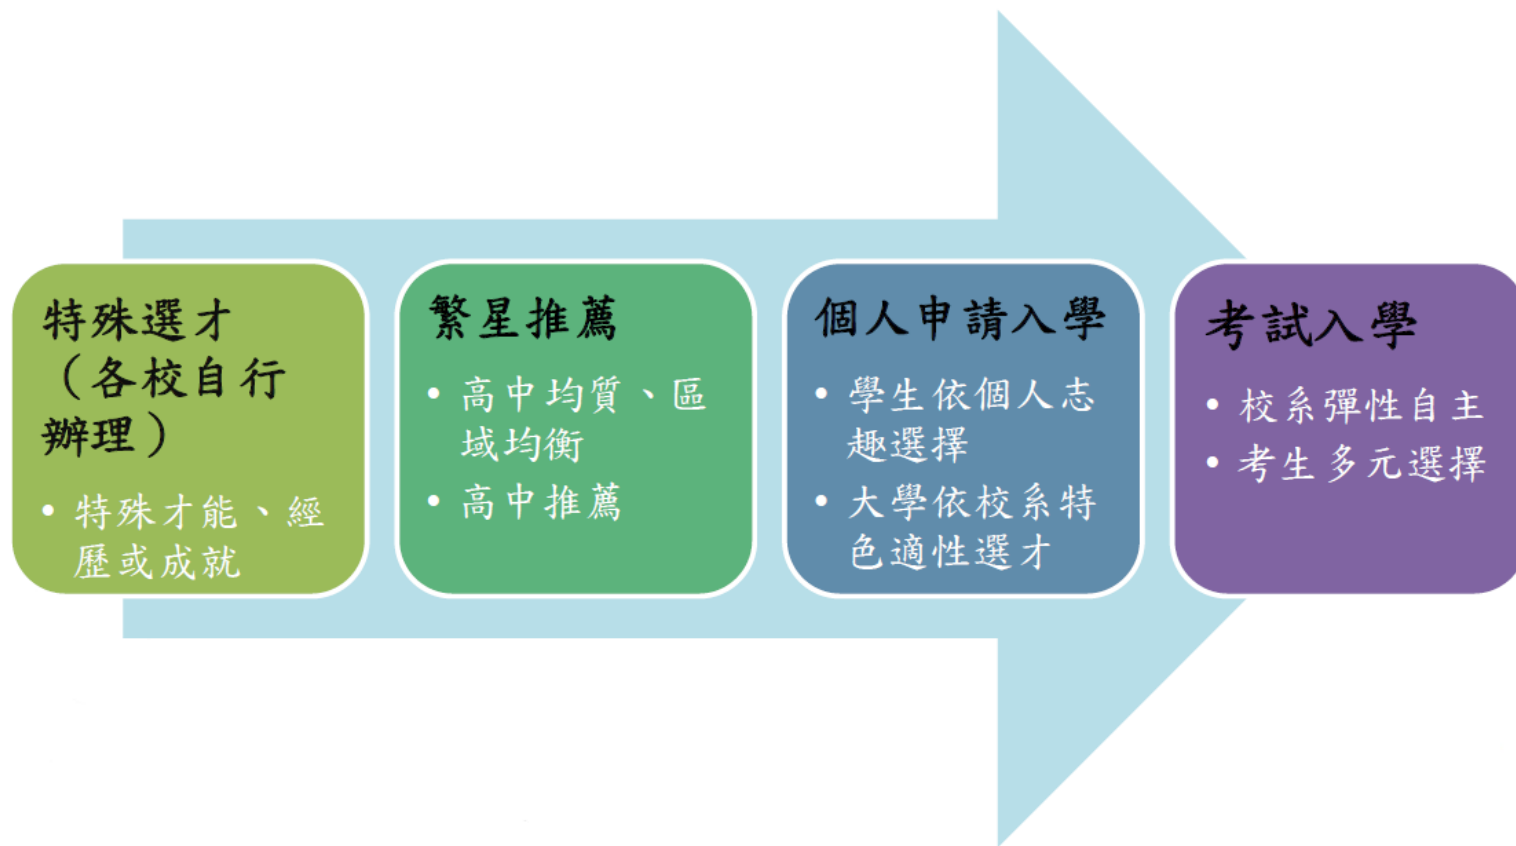 特殊選才
（各校自行
辦理）
• 特殊才能、經
歷或成就
繁星推薦
• 高中均質、區
域均衡
• 高中推薦
個人申請入學
• 學生依個人志
趣選擇
• 大學依校系特
色適性選才
考試入學
• 校系彈性自主
• 考生多元選擇